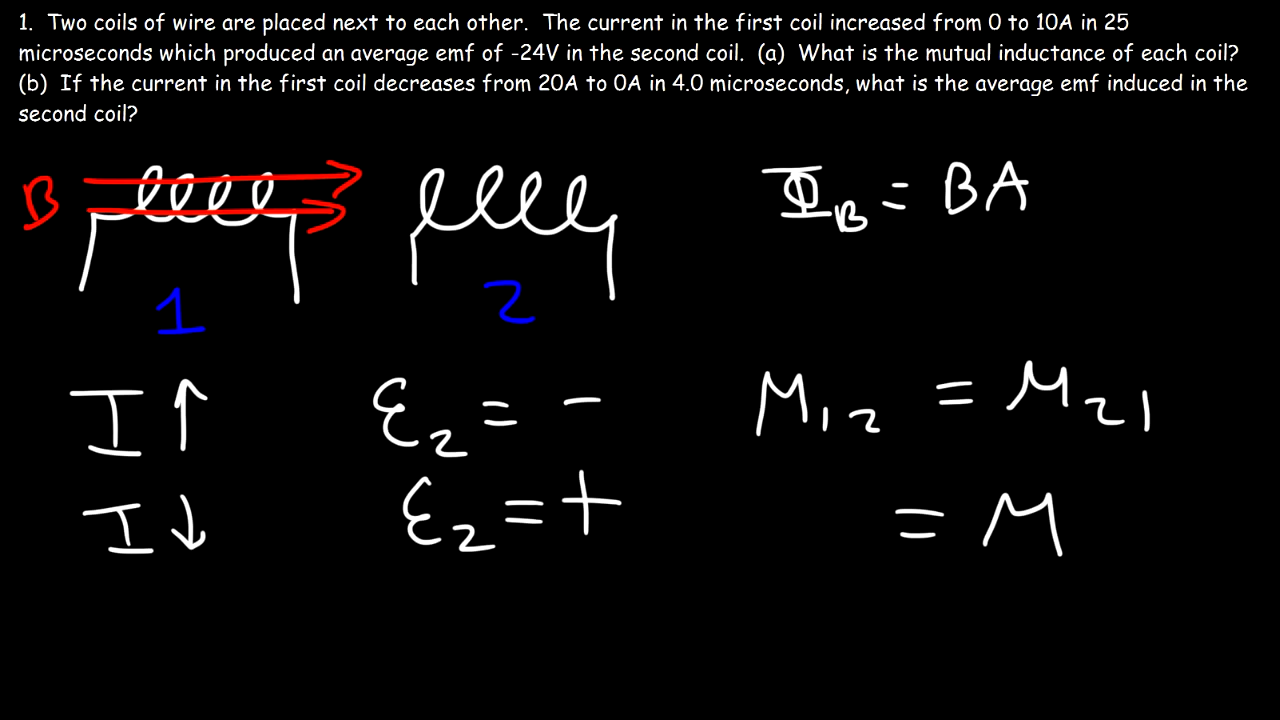 1. Two coils of wire are placed next to each other. The current in the first coil increased from 0 to 10A in 25
microseconds which produced an average emf of -24V in the second coil. (a) What is the mutual inductance of each coil?
(b) If the current in the first coil decreases from 20A to 0A in 4.0 microseconds, what is the average emf induced in the
second coil?
B
Φ_B = BA
1 2
I ↑ ℰ₂ = - M₁₂ = M₂₁
I ↓ ℰ₂ = + = M